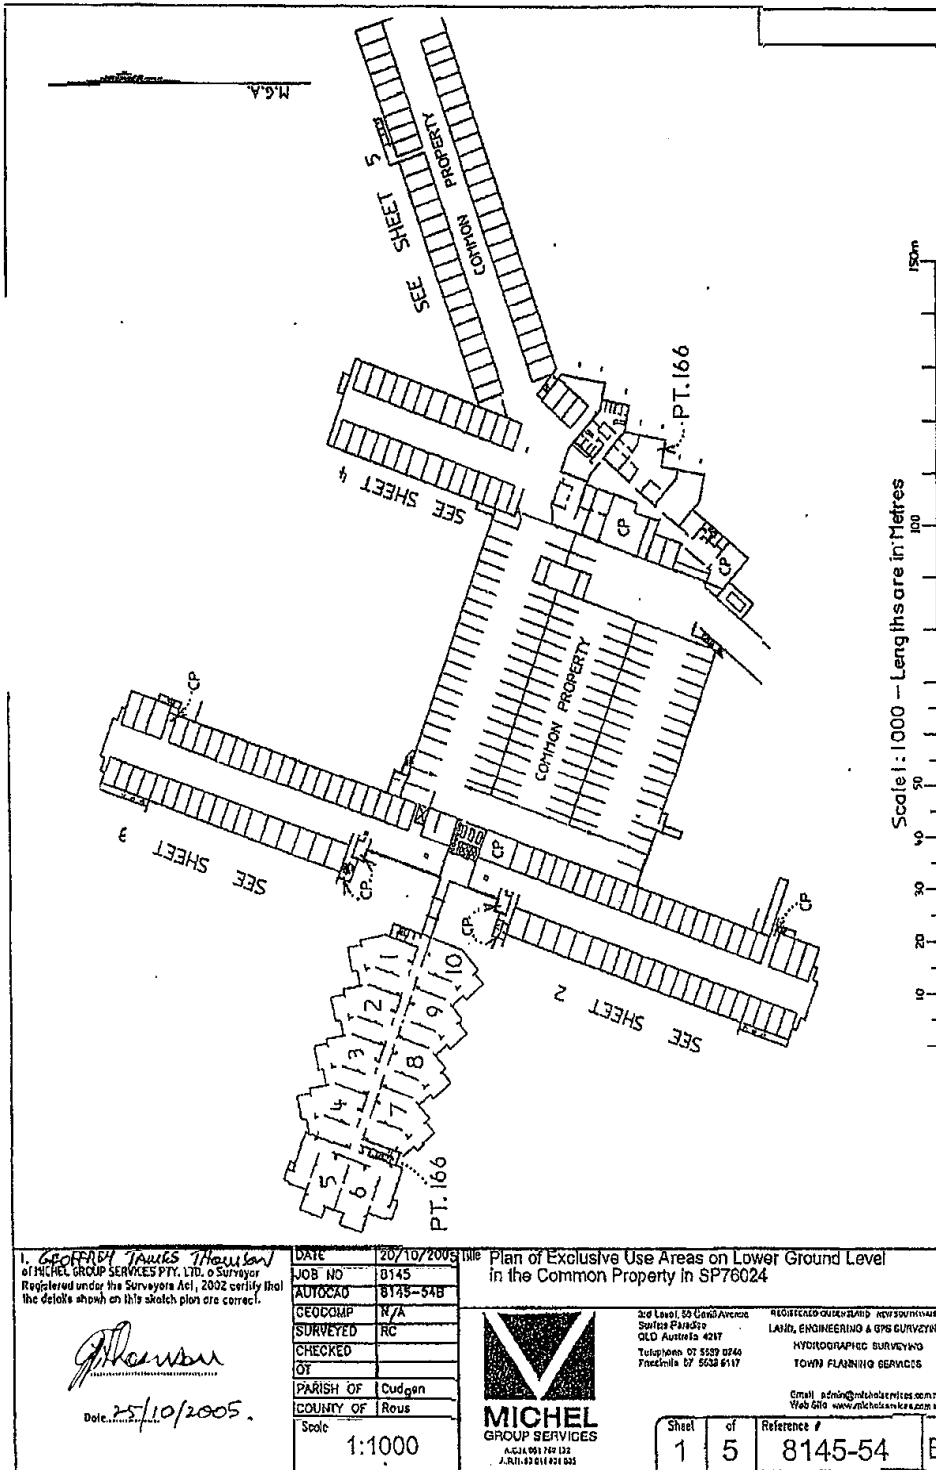 M.G.A.
SEE SHEET 5
COMMON PROPERTY
PT.166
SEE SHEET 4
CP
CP
COMMON PROPERTY
CP
SEE SHEET 3
CP
CP
CP
CP
SEE SHEET 2
1
2
3
4
5
6
7
8
9
10
PT.166
150m
100
50
40
30
20
10
Scale 1:1000 – Lengths are in Metres
I, GEOFFREY JAMES
of MICHEL GROUP SERVICES PTY. LTD. a Surveyor
Registered under the Surveyors Act, 2002 certify that
the details shown on this sketch plan are correct.
Date 25/10/2005.
DATE 20/10/2005
JOB NO 8145
AUTOCAD 8145-54B
GEOCOMP N/A
SURVEYED RC
CHECKED
QT
PARISH OF Cudgen
COUNTY OF Rous
Scale
1:1000
Title Plan of Exclusive Use Areas on Lower Ground Level
in the Common Property in SP76024
MICHEL
GROUP SERVICES
Surfers Paradise
QLD Australia 4217
LAND, ENGINEERING & GPS SURVEYING
HYDROGRAPHIC SURVEYING
TOWN PLANNING SERVICES
Sheet 1 of 5
Reference #
8145-54